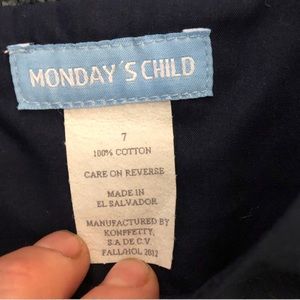 MONDAY'S CHILD
7
100% COTTON
CARE ON REVERSE
MADE IN
EL SALVADOR
MANUFACTURED BY
KONFFETTY,
S.A DE C.V
FALL/HOL 2012